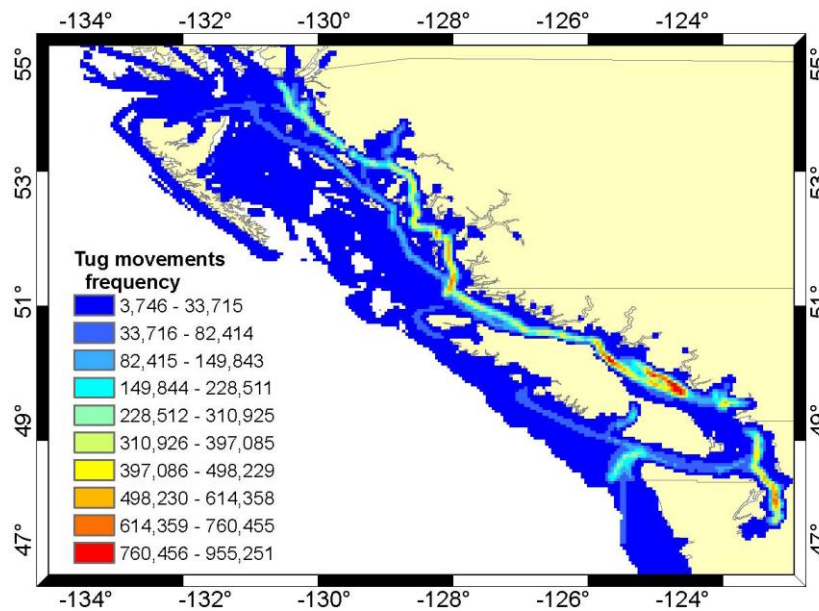 -134° -132° -130° -128° -126° -124°
55° 55°
53° 53°
51° 51°
49° 49°
47° 47°
Tug movements
frequency
3,746 - 33,715
33,716 - 82,414
82,415 - 149,843
149,844 - 228,511
228,512 - 310,925
310,926 - 397,085
397,086 - 498,229
498,230 - 614,358
614,359 - 760,455
760,456 - 955,251
-134° -132° -130° -128° -126° -124°